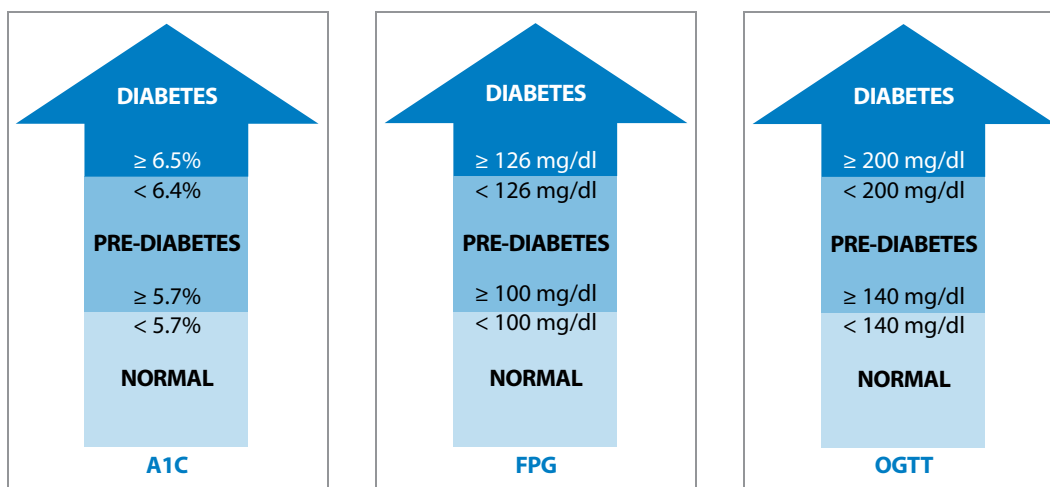 DIABETES
≥ 6.5%
< 6.4%
PRE-DIABETES
≥ 5.7%
< 5.7%
NORMAL
A1C
DIABETES
≥ 126 mg/dl
< 126 mg/dl
PRE-DIABETES
≥ 100 mg/dl
< 100 mg/dl
NORMAL
FPG
DIABETES
≥ 200 mg/dl
< 200 mg/dl
PRE-DIABETES
≥ 140 mg/dl
< 140 mg/dl
NORMAL
OGTT